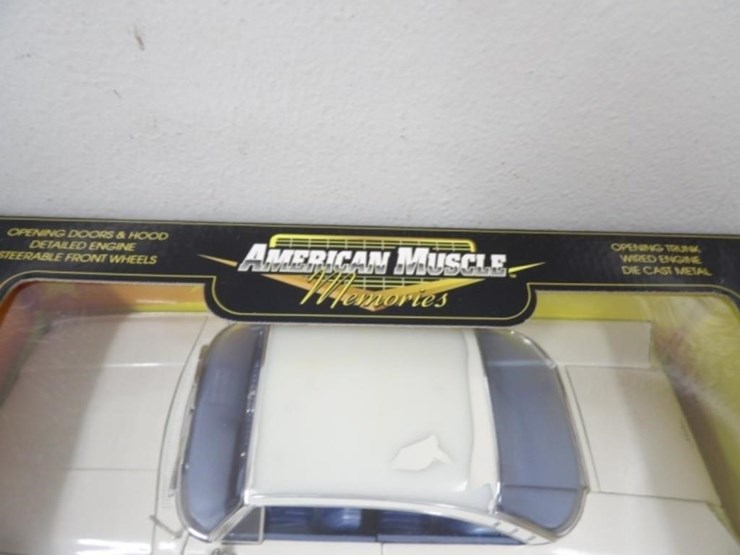 OPENING DOORS & HOOD
DETAILED ENGINE
STEERABLE FRONT WHEELS
AMERICAN MUSCLE
Memories
OPENING TRUNK
WIRED ENGINE
DIE CAST METAL